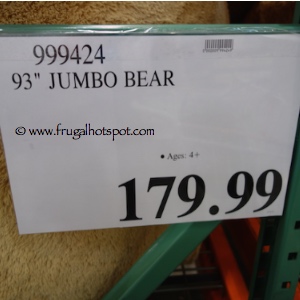 999424
93" JUMBO BEAR
© www.frugalhotspot.com
• Ages: 4+
179.99